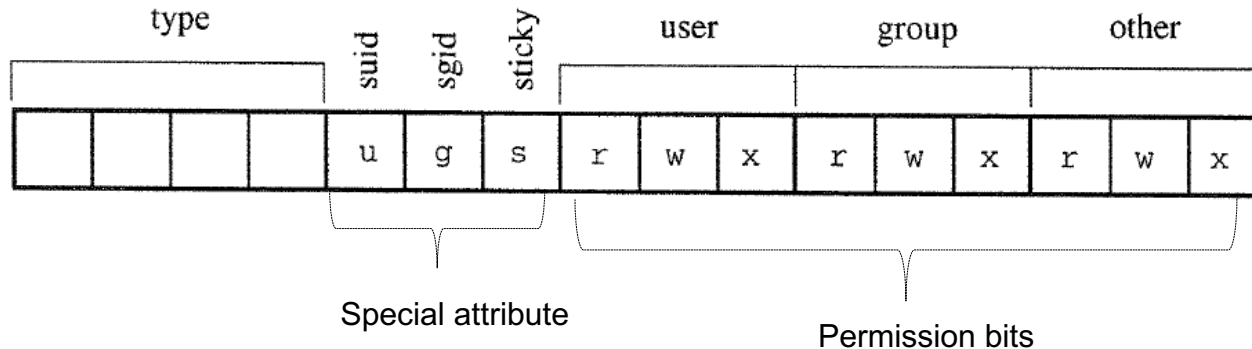 type suid sgid sticky user group other
u g s r w x r w x r w x
Special attribute
Permission bits